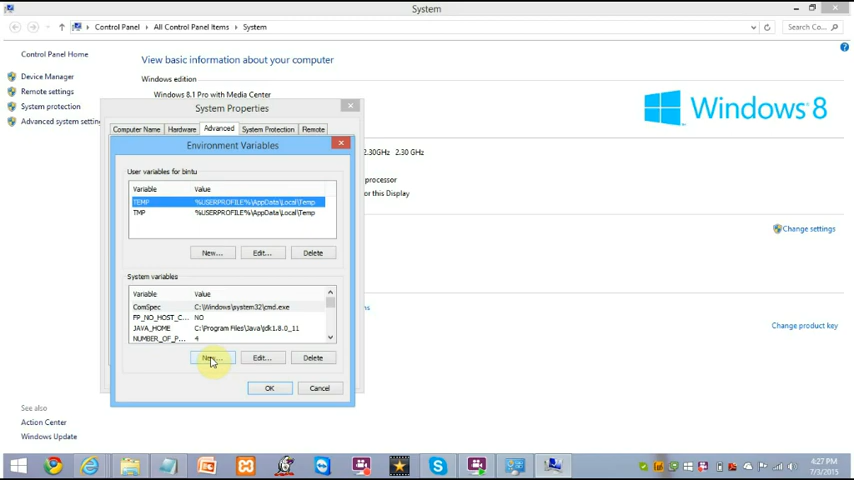 System
Control Panel
All Control Panel Items
System
Search Co...
Control Panel Home
View basic information about your computer
Device Manager
Windows edition
Remote settings
Windows 8.1 Pro with Media Center
System protection
System Properties
Windows 8
Advanced system settin
Computer Name
Hardware
Advanced
System Protection
Remote
Environment Variables
2.30GHz 2.30 GHz
User variables for bintu
processor
Variable
Value
for this Display
TEMP
%USERPROFILE%\AppData\Local\Temp
TMP
%USERPROFILE%\AppData\Local\Temp
Change settings
New...
Edit...
Delete
System variables
Variable
Value
ComSpec
C:\Windows\system32\cmd.exe
FP_NO_HOST_C...
NO
JAVA_HOME
C:\Program Files\Java\jdk1.8.0_11
Change product key
NUMBER_OF_P...
4
New...
Edit...
Delete
OK
Cancel
See also
Action Center
Windows Update
4:27 PM
7/3/2015